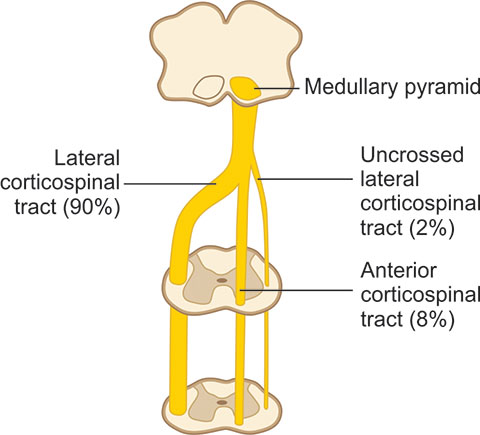 Medullary pyramid
Lateral
corticospinal
tract (90%)
Uncrossed
lateral
corticospinal
tract (2%)
Anterior
corticospinal
tract (8%)